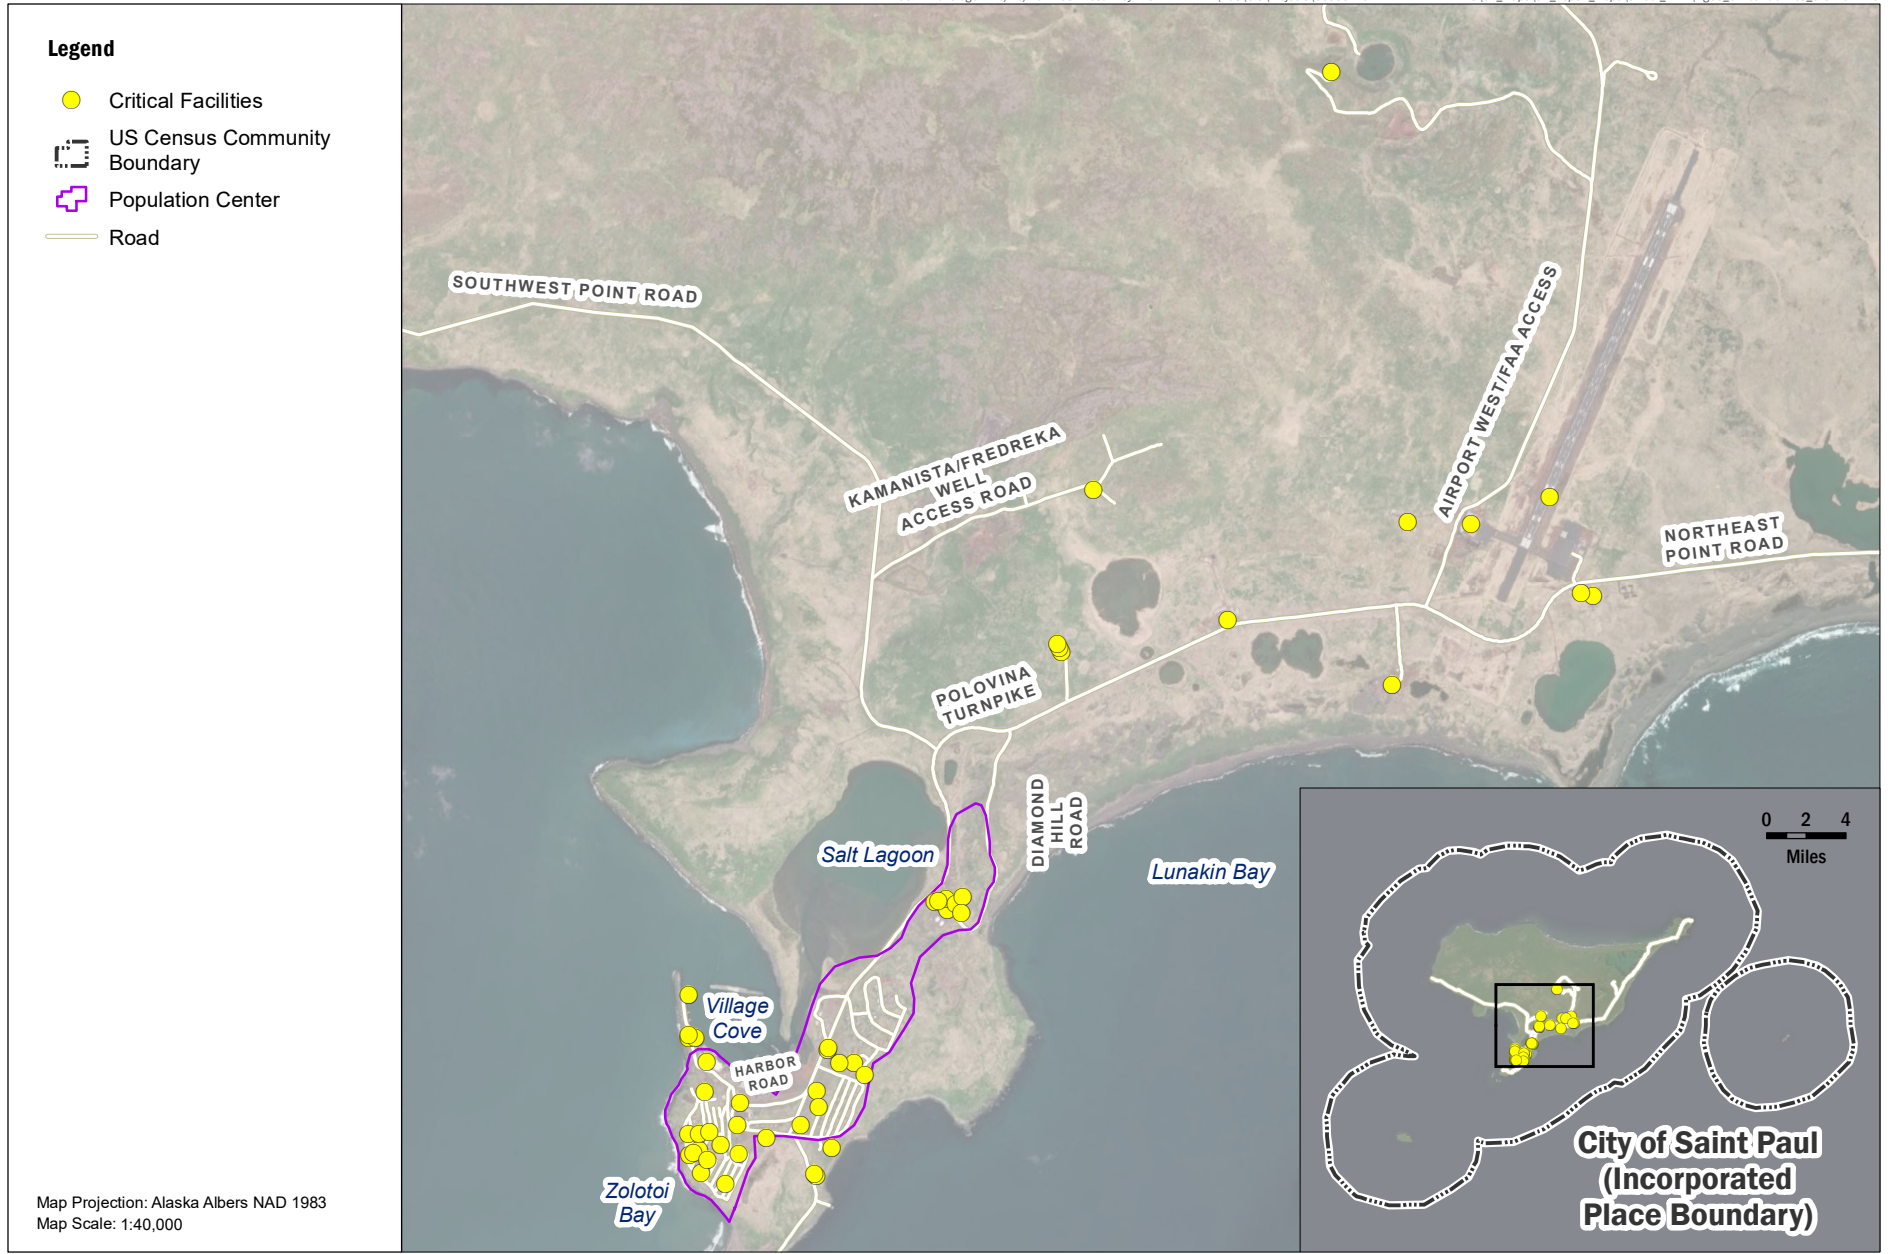 Legend
Critical Facilities
US Census Community
Boundary
Population Center
Road
SOUTHWEST POINT ROAD
KAMANISTA/FREDREKA
WELL
ACCESS ROAD
AIRPORT WEST/FAA ACCESS
NORTHEAST
POINT ROAD
POLOVINA
TURNPIKE
DIAMOND
HILL
ROAD
Salt Lagoon
Lunakin Bay
Village
Cove
HARBOR
ROAD
Zolotoi
Bay
0 2 4
Miles
City of Saint Paul
(Incorporated
Place Boundary)
Map Projection: Alaska Albers NAD 1983
Map Scale: 1:40,000